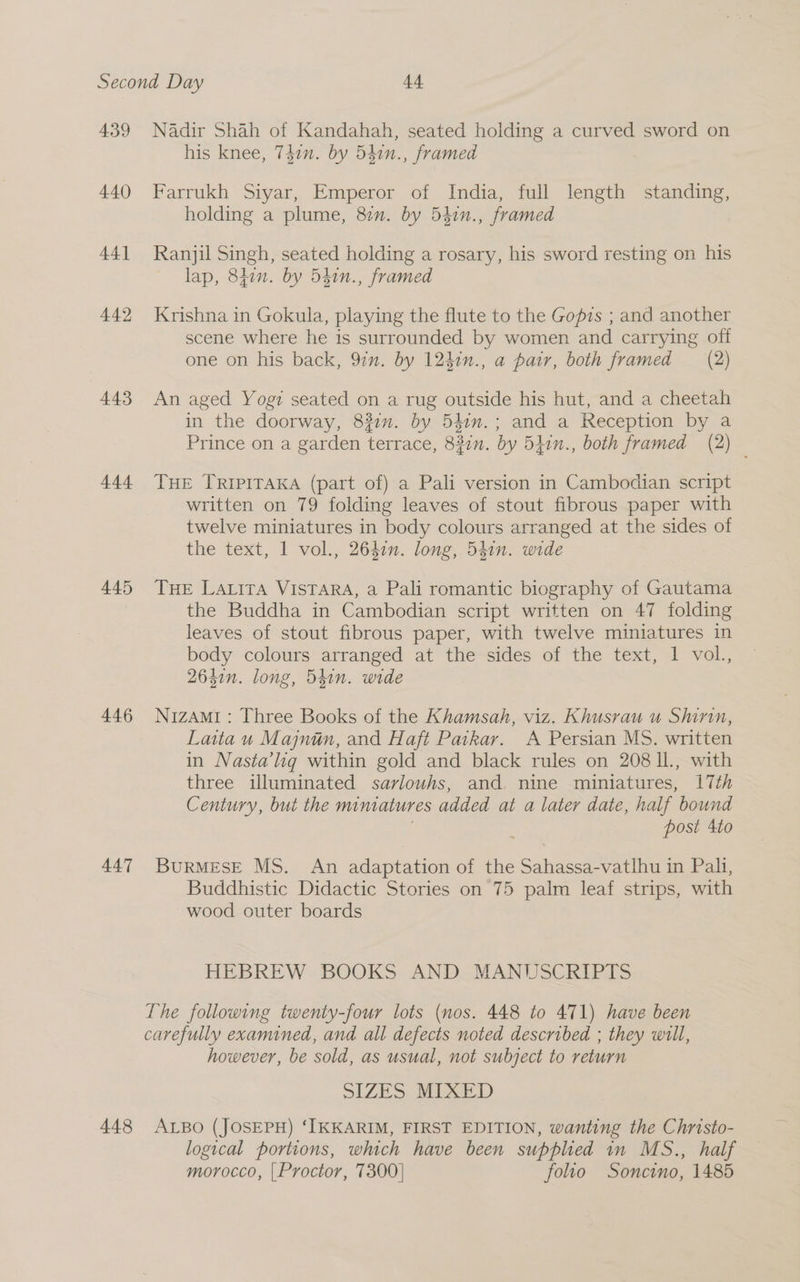 Second Day 44
439 Nādir Shāh of Kandahah, seated holding a curved sword on
his knee, 7½in. by 5½in., framed
440 Farrukh Siyar, Emperor of India, full length standing,
holding a plume, 8in. by 5½in., framed
441 Ranjil Singh, seated holding a rosary, his sword resting on his
lap, 8½in. by 5½in., framed
442 Krishna in Gokula, playing the flute to the Gopis ; and another
scene where he is surrounded by women and carrying off
one on his back, 9in. by 12½in., a pair, both framed (2)
443 An aged Yogi seated on a rug outside his hut, and a cheetah
in the doorway, 8¾in. by 5½in. ; and a Reception by a
Prince on a garden terrace, 8¾in. by 5½in., both framed (2)
444 THE TRIPITAKA (part of) a Pali version in Cambodian script
written on 79 folding leaves of stout fibrous paper with
twelve miniatures in body colours arranged at the sides of
the text, 1 vol., 26½in. long, 5½in. wide
445 THE LALITA VISTARA, a Pali romantic biography of Gautama
the Buddha in Cambodian script written on 47 folding
leaves of stout fibrous paper, with twelve miniatures in
body colours arranged at the sides of the text, 1 vol.,
26½in. long, 5½in. wide
446 NIZAMI : Three Books of the Khamsah, viz. Khusrau u Shirin,
Laita u Majnūn, and Haft Paikar. A Persian MS. written
in Nasta'liq within gold and black rules on 208 ll., with
three illuminated sarlouhs, and nine miniatures, 17th
Century, but the miniatures added at a later date, half bound
post 4to
447 BURMESE MS. An adaptation of the Sahassa-vatlhu in Pali,
Buddhistic Didactic Stories on 75 palm leaf strips, with
wood outer boards
HEBREW BOOKS AND MANUSCRIPTS
The following twenty-four lots (nos. 448 to 471) have been
carefully examined, and all defects noted described ; they will,
however, be sold, as usual, not subject to return
SIZES MIXED
448 ALBO (JOSEPH) 'IKKARIM, FIRST EDITION, wanting the Christo-
logical portions, which have been supplied in MS., half
morocco, [Proctor, 7300] folio Soncino, 1485